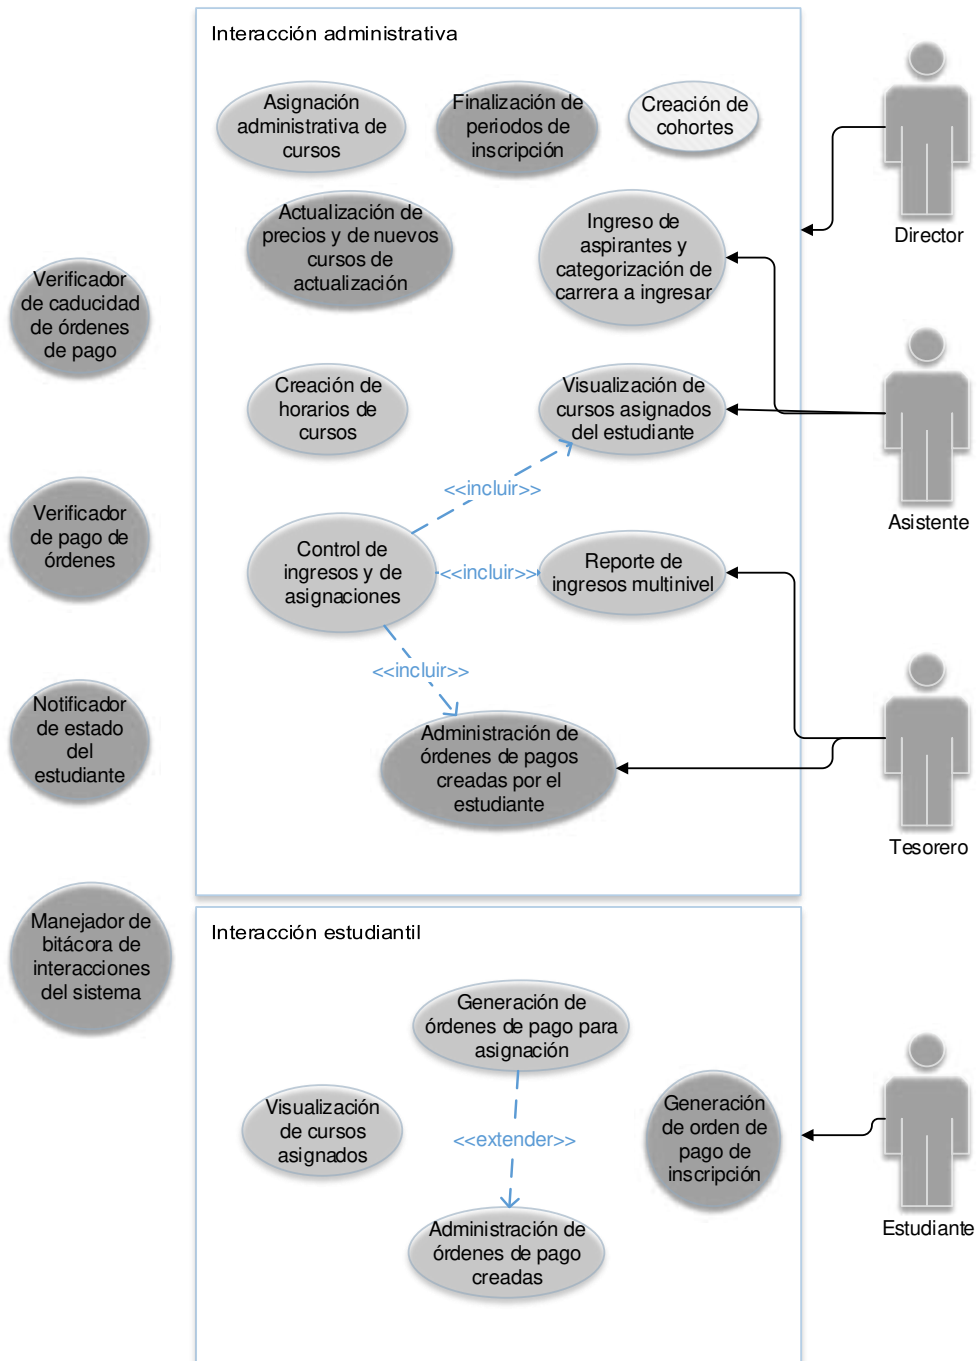 Interacción administrativa
Asignación
administrativa de
cursos
Finalización de
periodos de
inscripción
Creación de
cohortes
Director
Actualización de
precios y de nuevos
cursos de
actualización
Ingreso de
aspirantes y
categorización de
carrera a ingresar
Verificador
de caducidad
de órdenes
de pago
Creación de
horarios de
cursos
Visualización de
cursos asignados
del estudiante
Asistente
<<incluir>>
Verificador
de pago de
órdenes
Control de
ingresos y de
asignaciones
<<incluir>>
Reporte de
ingresos multinivel
<<incluir>>
Notificador
de estado
del
estudiante
Administración de
órdenes de pagos
creadas por el
estudiante
Tesorero
Manejador de
bitácora de
interacciones
del sistema
Interacción estudiantil
Generación de
órdenes de pago para
asignación
Visualización
de cursos
asignados
<<extender>>
Generación
de orden de
pago de
inscripción
Administración de
órdenes de pago
creadas
Estudiante